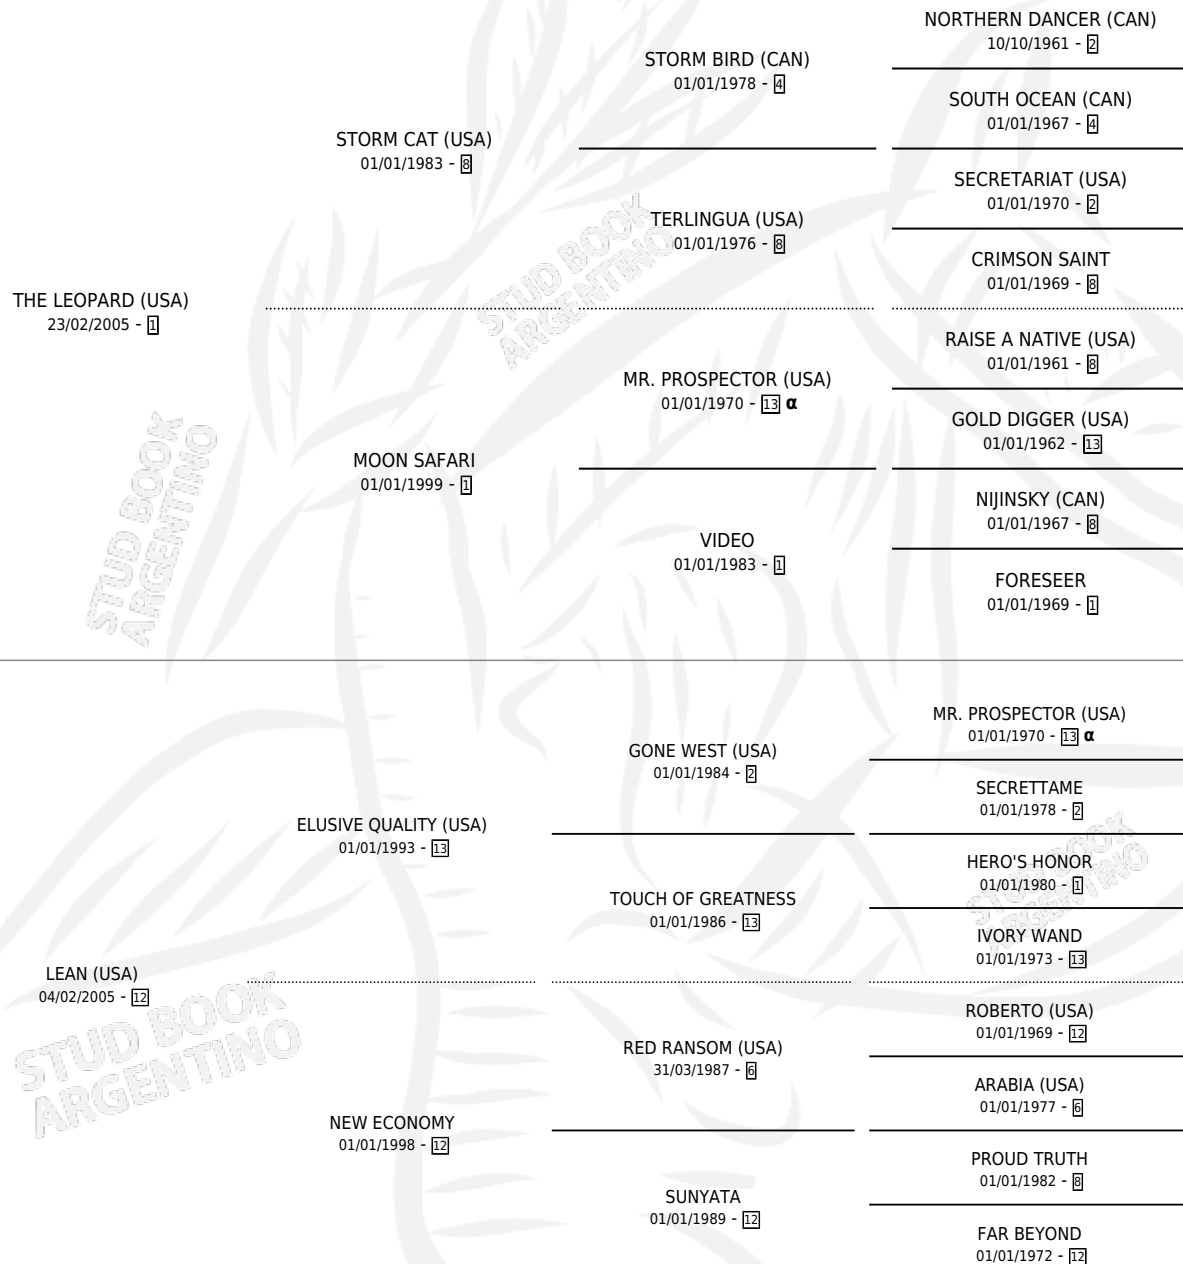 NORTHERN DANCER (CAN)
10/10/1961 - 2
STORM BIRD (CAN)
01/01/1978 - 4
SOUTH OCEAN (CAN)
01/01/1967 - 4
STORM CAT (USA)
01/01/1983 - 8
SECRETARIAT (USA)
01/01/1970 - 2
TERLINGUA (USA)
01/01/1976 - 8
CRIMSON SAINT
01/01/1969 - 8
THE LEOPARD (USA)
23/02/2005 - 1
RAISE A NATIVE (USA)
01/01/1961 - 8
MR. PROSPECTOR (USA)
01/01/1970 - 13 α
GOLD DIGGER (USA)
01/01/1962 - 13
MOON SAFARI
01/01/1999 - 1
NIJINSKY (CAN)
01/01/1967 - 8
VIDEO
01/01/1983 - 1
FORESEER
01/01/1969 - 1
MR. PROSPECTOR (USA)
01/01/1970 - 13 α
GONE WEST (USA)
01/01/1984 - 2
SECRETTAME
01/01/1978 - 2
ELUSIVE QUALITY (USA)
01/01/1993 - 13
HERO'S HONOR
01/01/1980 - 1
TOUCH OF GREATNESS
01/01/1986 - 13
IVORY WAND
01/01/1973 - 13
LEAN (USA)
04/02/2005 - 12
ROBERTO (USA)
01/01/1969 - 12
RED RANSOM (USA)
31/03/1987 - 6
ARABIA (USA)
01/01/1977 - 6
NEW ECONOMY
01/01/1998 - 12
PROUD TRUTH
01/01/1982 - 8
SUNYATA
01/01/1989 - 12
FAR BEYOND
01/01/1972 - 12
STUD BOOK
ARGENTINO
STUD BOOK
ARGENTINO
STUD BOOK
ARGENTINO
STUD BOOK
ARGENTINO